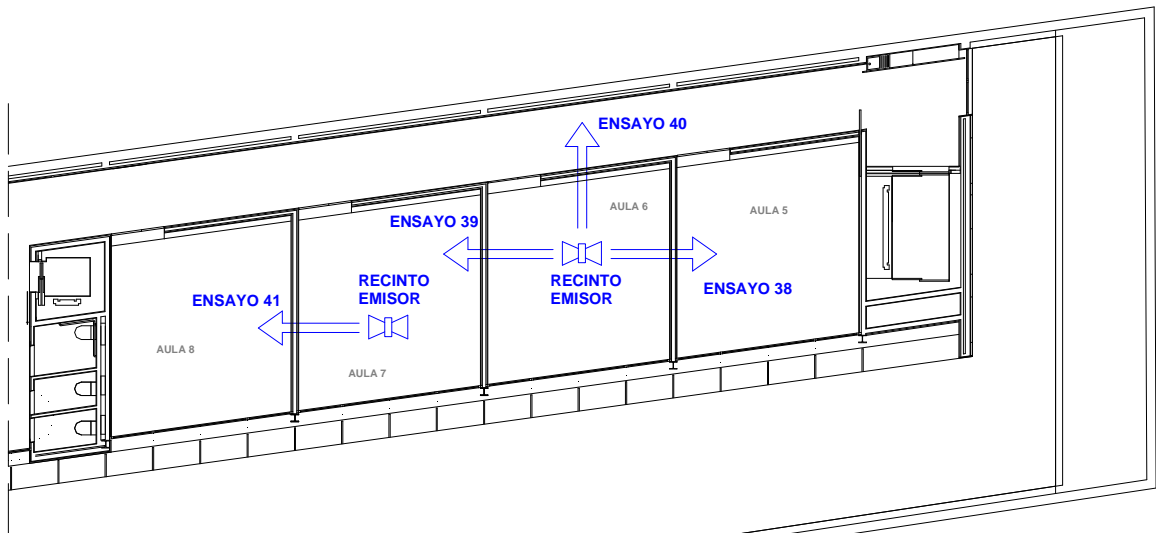 ENSAYO 40
AULA 6
AULA 5
ENSAYO 39
RECINTO
EMISOR
RECINTO
EMISOR
ENSAYO 38
ENSAYO 41
AULA 8
AULA 7